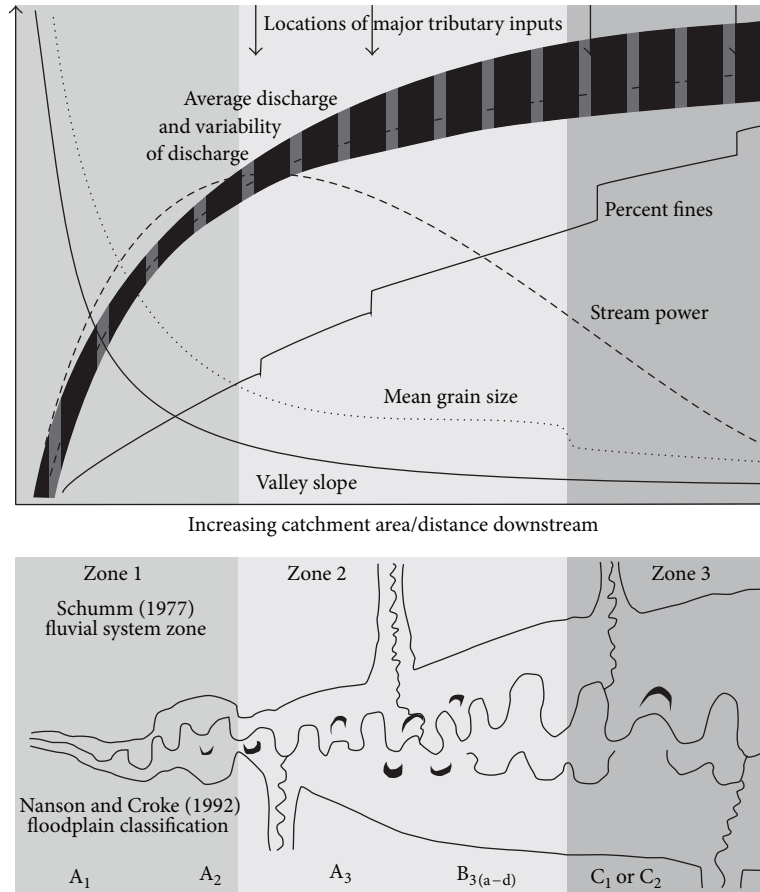 Locations of major tributary inputs
Average discharge
and variability
of discharge
Percent fines
Stream power
Mean grain size
Valley slope
Increasing catchment area/distance downstream
Zone 1
Zone 2
Zone 3
Schumm (1977)
fluvial system zone
Nanson and Croke (1992)
floodplain classification
A₁
A₂
A₃
B₃₍ₐ₋d₎
C₁ or C₂